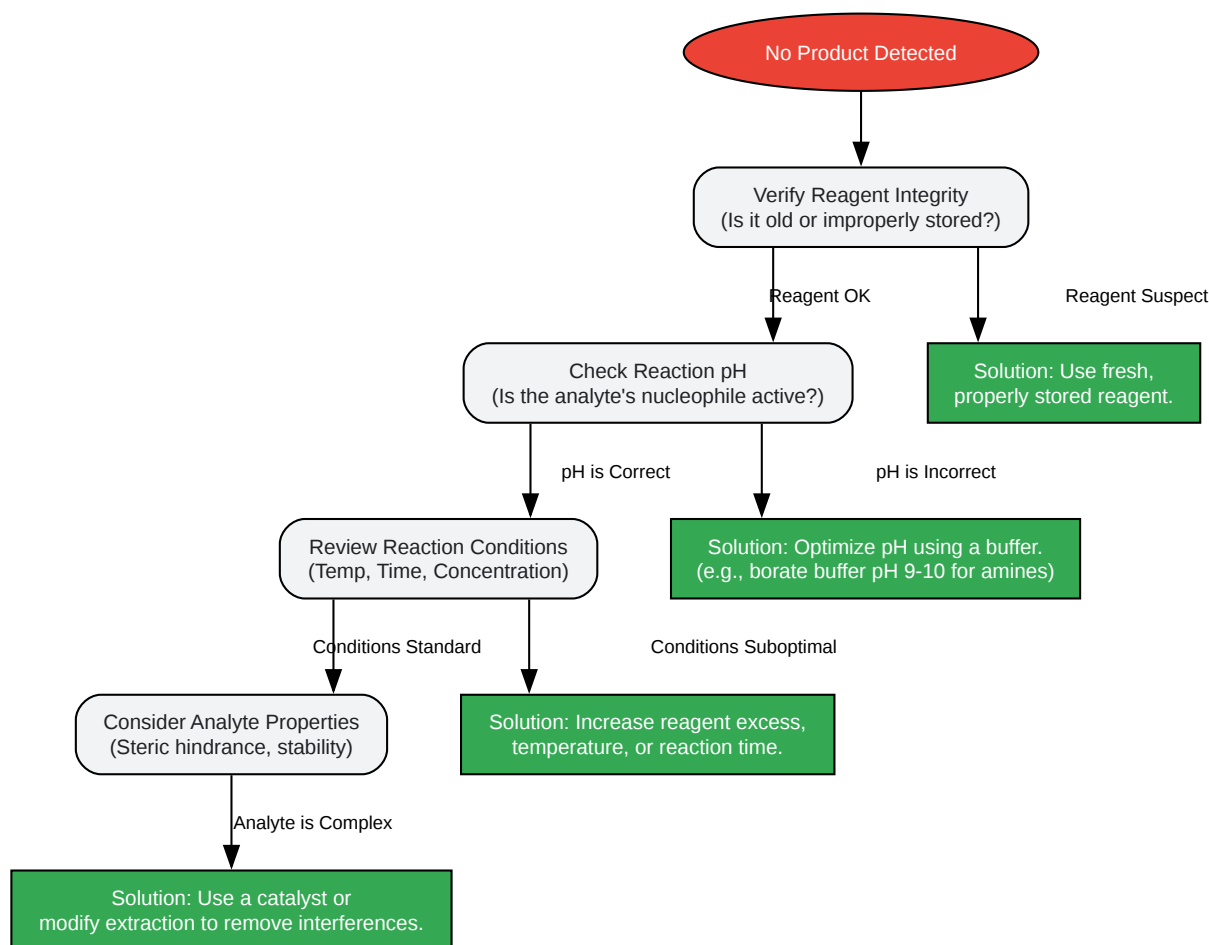 No Product Detected
Verify Reagent Integrity
(Is it old or improperly stored?)
Reagent OK
Reagent Suspect
Check Reaction pH
(Is the analyte's nucleophile active?)
Solution: Use fresh,
properly stored reagent.
pH is Correct
pH is Incorrect
Review Reaction Conditions
(Temp, Time, Concentration)
Solution: Optimize pH using a buffer.
(e.g., borate buffer pH 9-10 for amines)
Conditions Standard
Conditions Suboptimal
Consider Analyte Properties
(Steric hindrance, stability)
Solution: Increase reagent excess,
temperature, or reaction time.
Analyte is Complex
Solution: Use a catalyst or
modify extraction to remove interferences.